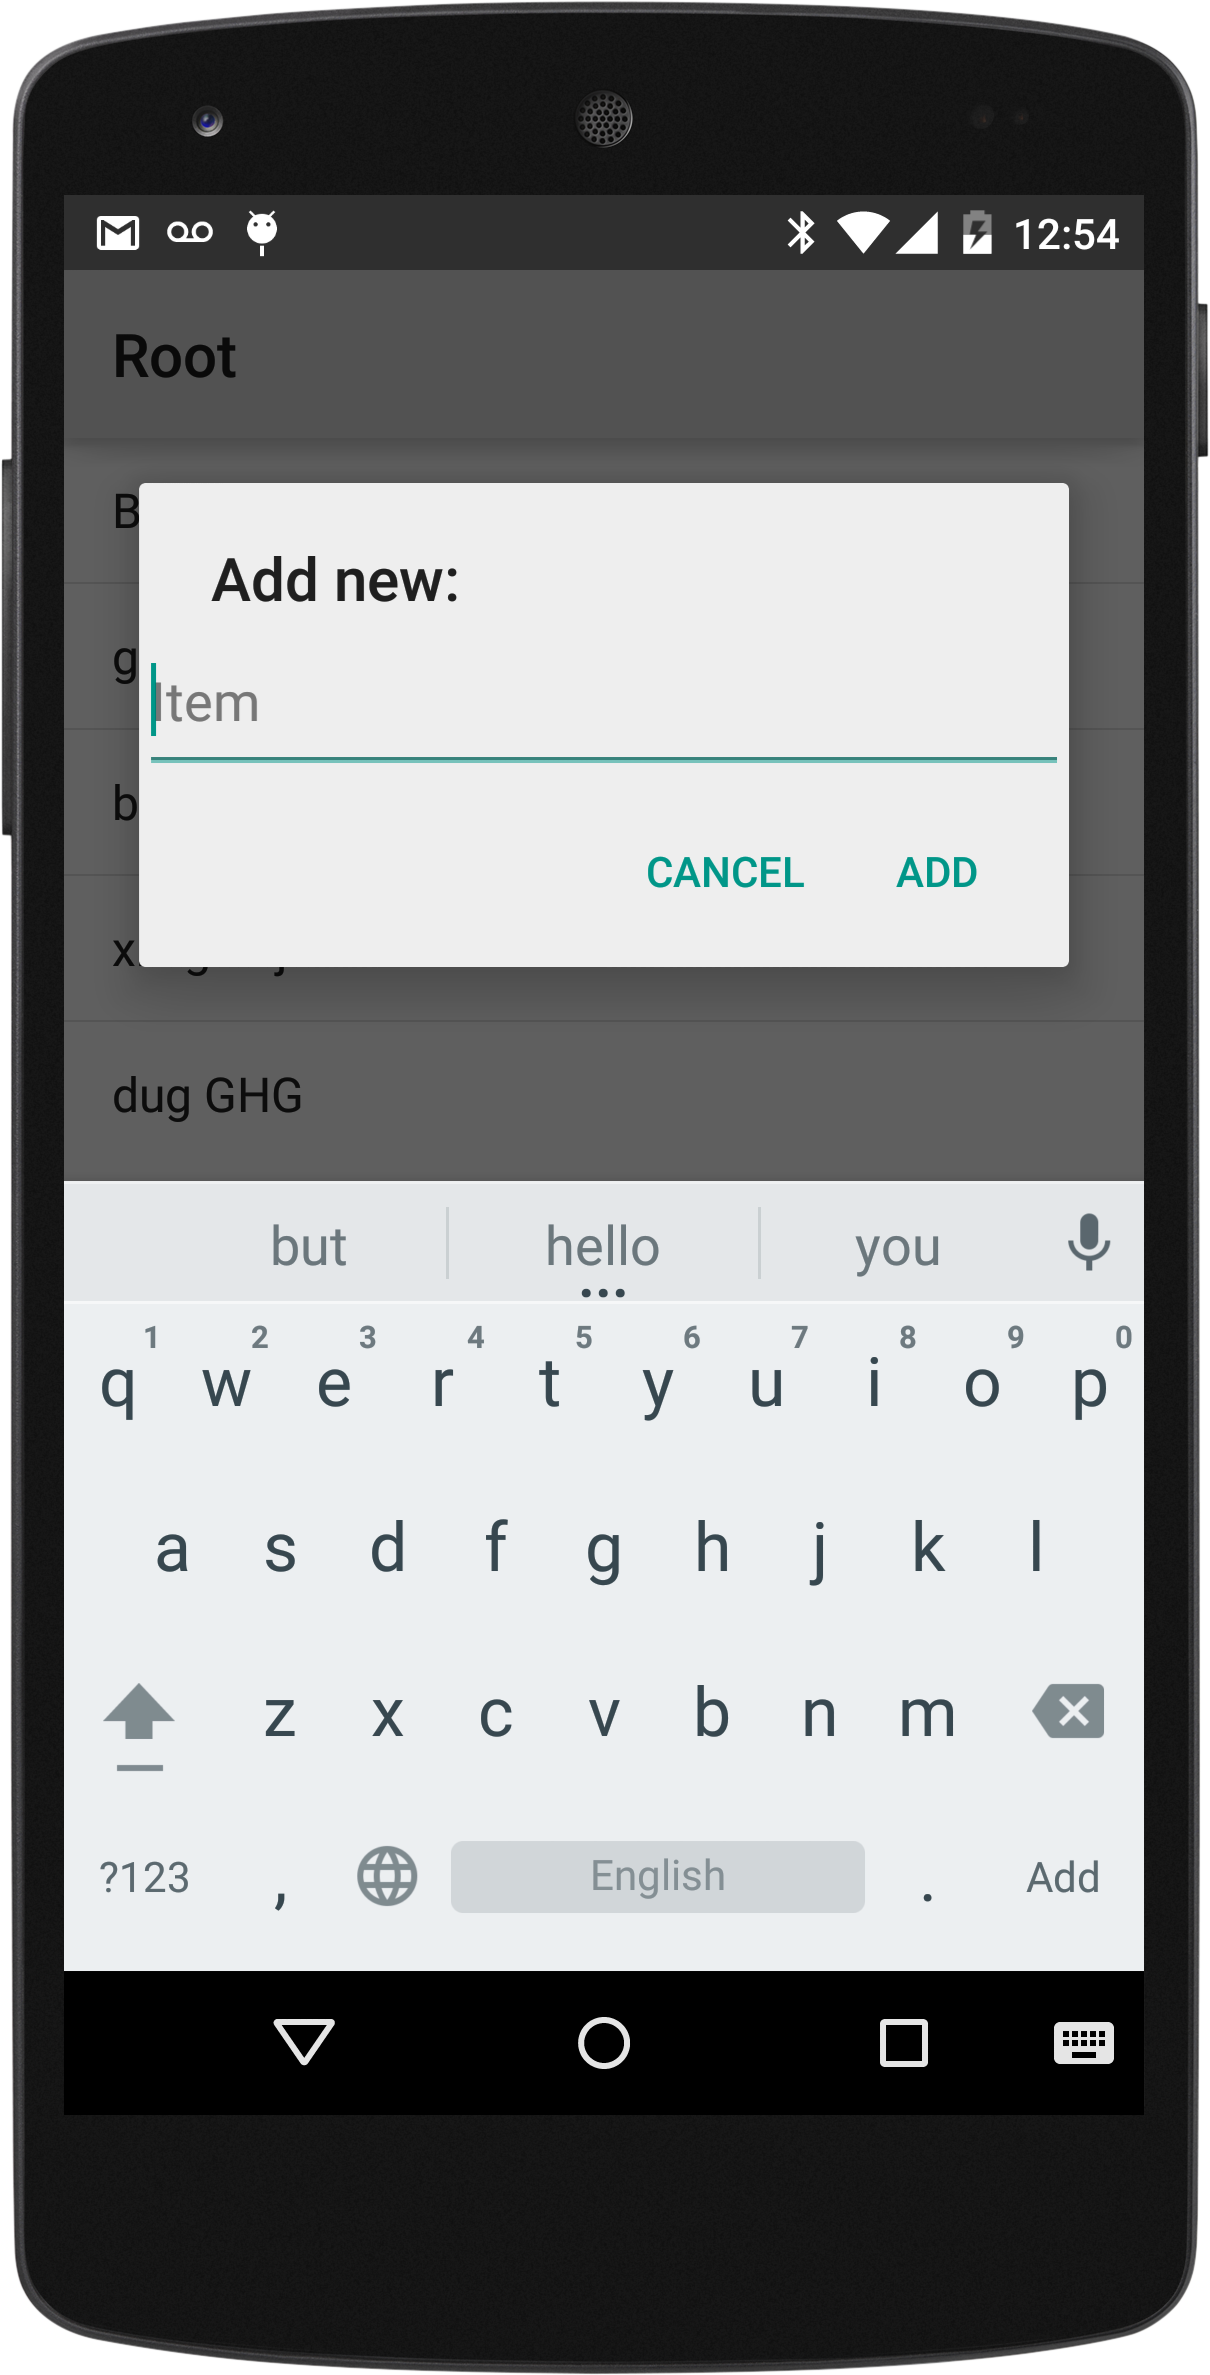 12:54
Root
B
Add new:
g
Item
b
CANCEL ADD
x
dug GHG
but hello you
1 2 3 4 5 6 7 8 9 0
q w e r t y u i o p
a s d f g h j k l
z x c v b n m
?123 , English . Add